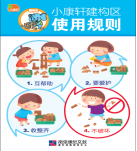 小康轩建构区
使用规则
1. 互帮助
2. 要爱护
3. 收整齐
4. 不破坏